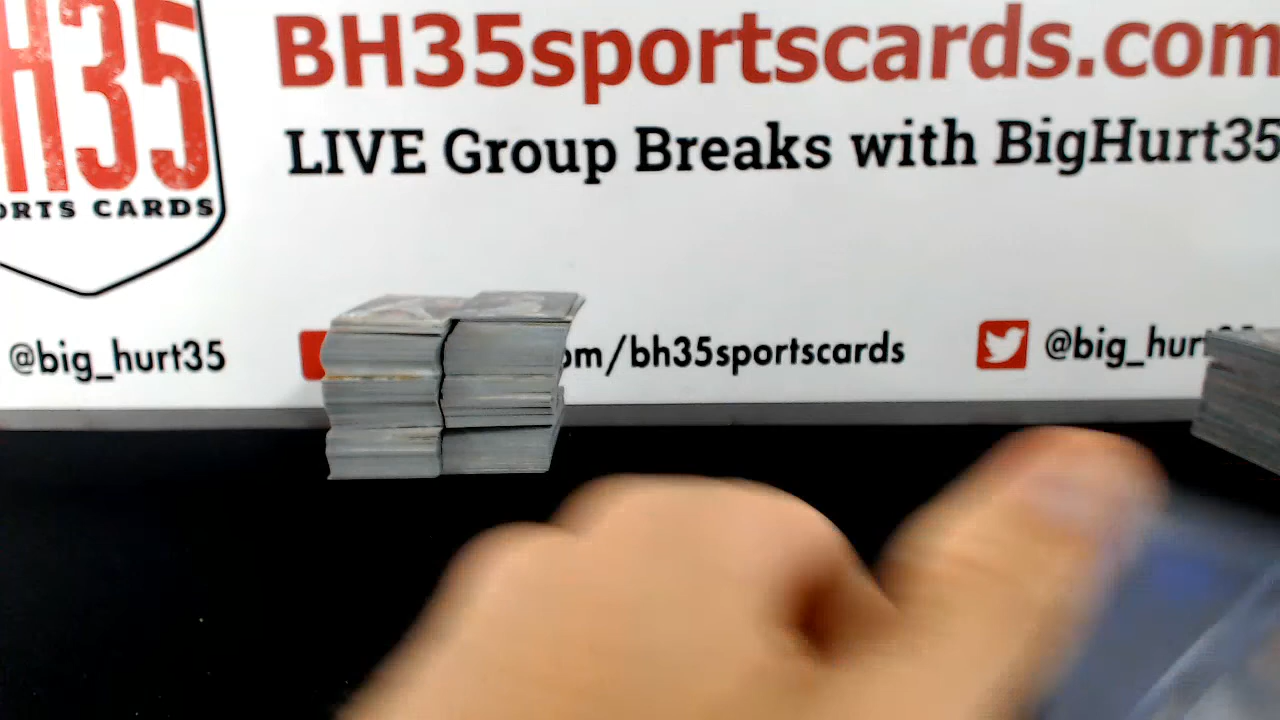 H35
ORTS CARDS
BH35sportscards.com
LIVE Group Breaks with BigHurt35
@big_hurt35
om/bh35sportscards
@big_hur